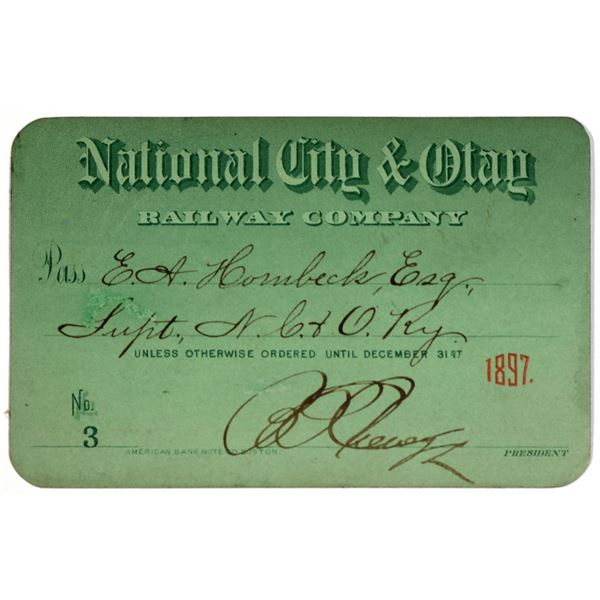 National City & Otay
RAILWAY COMPANY
Pass E. A. Hornbeck, Esq.,
Supt., N. C. & O. Ry.
UNLESS OTHERWISE ORDERED UNTIL DECEMBER 31ST
1897.
No.
3
AMERICAN BANK NOTE CO. BOSTON.
PRESIDENT